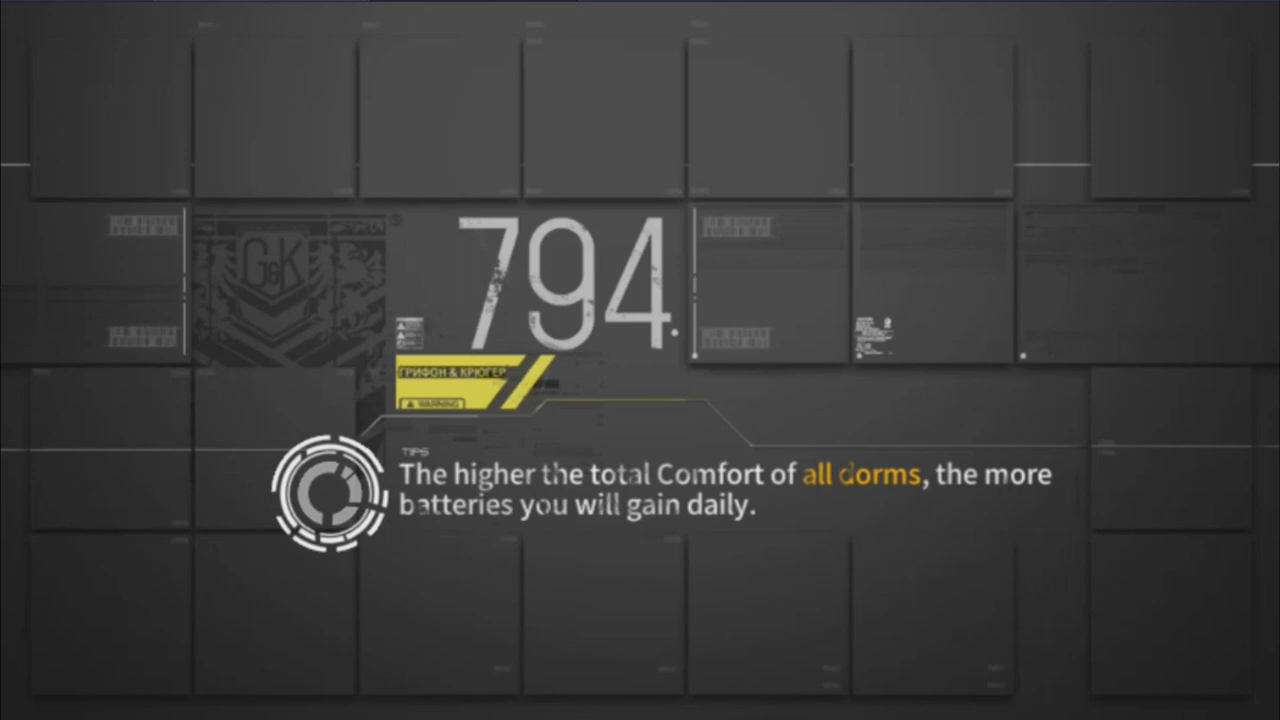 G&K
794.
ГРИФОН & КРЮГЕР
WARNING
TIPS
The higher the total Comfort of all dorms, the more
batteries you will gain daily.